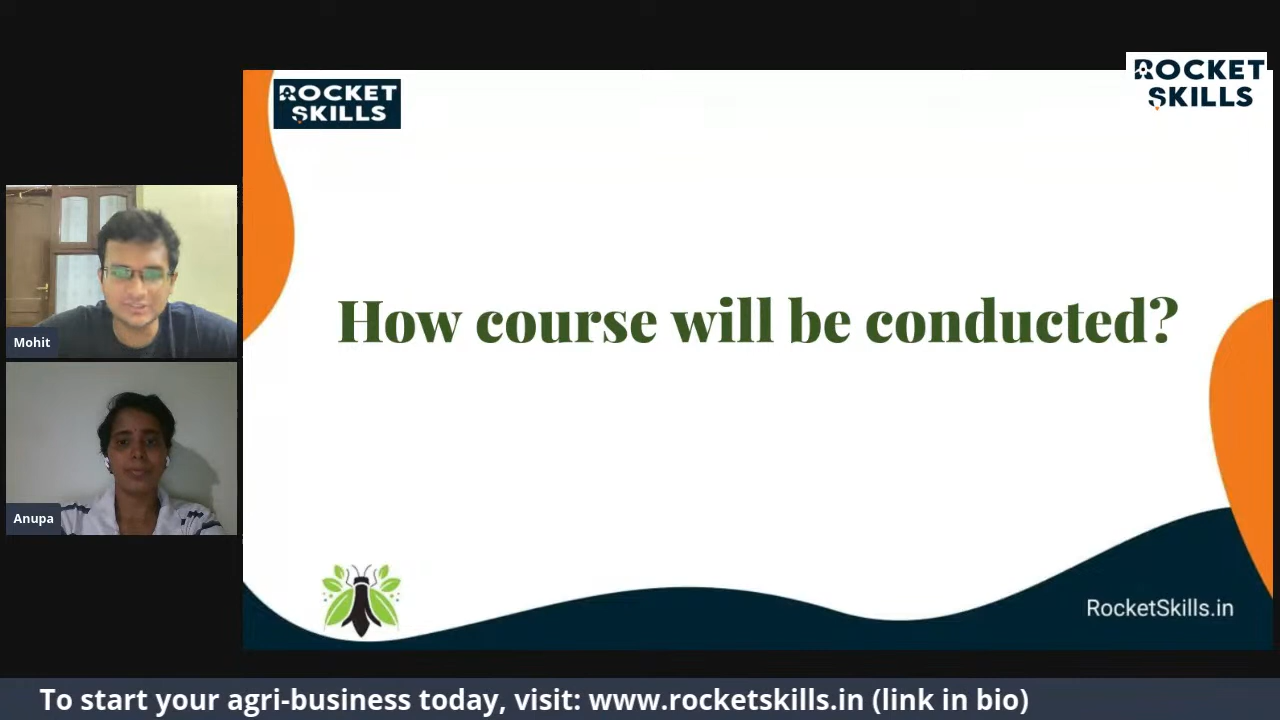 ROCKET
SKILLS
ROCKET
SKILLS
How course will be conducted?
Mohit
Anupa
RocketSkills.in
To start your agri-business today, visit: www.rocketskills.in (link in bio)